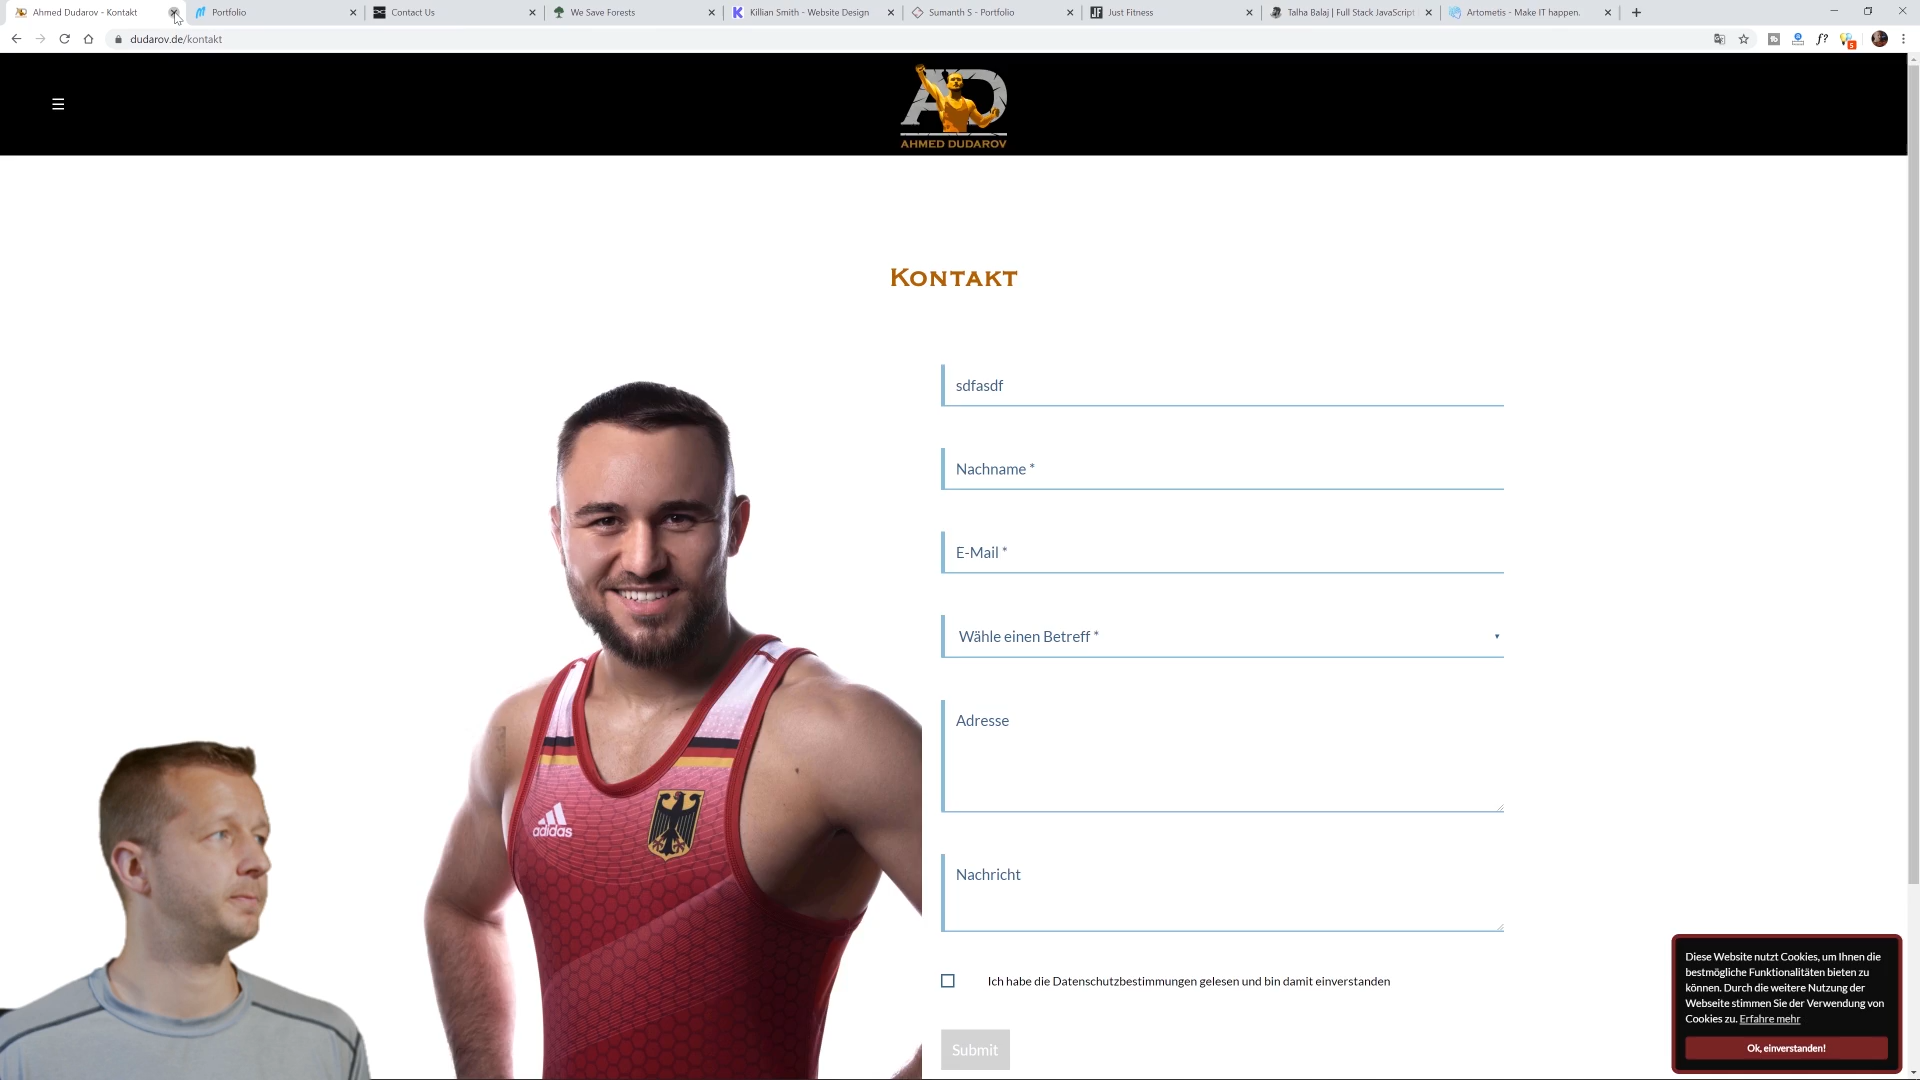 Ahmed Dudarov - Kontakt
Portfolio
Contact Us
We Save Forests
Killian Smith - Website Design
Sumanth S - Portfolio
JF Just Fitness
Talha Balaj | Full Stack JavaScript
Artometis - Make IT happen.
dudarov.de/kontakt
f?
5
AD
AHMED DUDAROV
KONTAKT
sdfasdf
Nachname *
E-Mail *
Wähle einen Betreff *
Adresse
Nachricht
Ich habe die Datenschutzbestimmungen gelesen und bin damit einverstanden
Submit
adidas
Diese Website nutzt Cookies, um Ihnen die
bestmögliche Funktionalitäten bieten zu
können. Durch die weitere Nutzung der
Webseite stimmen Sie der Verwendung von
Cookies zu. Erfahre mehr
Ok, einverstanden!